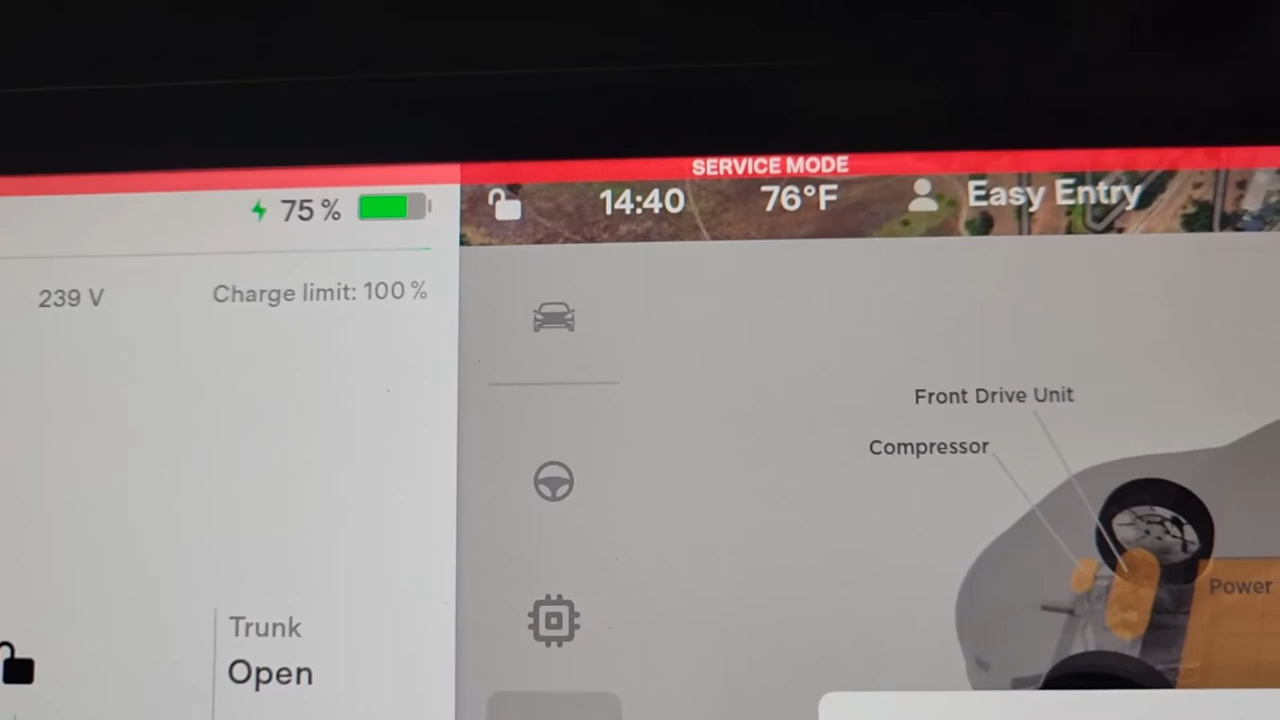 SERVICE MODE
75 %
14:40
76°F
Easy Entry
239 V
Charge limit: 100 %
Front Drive Unit
Compressor
Power
Trunk
Open